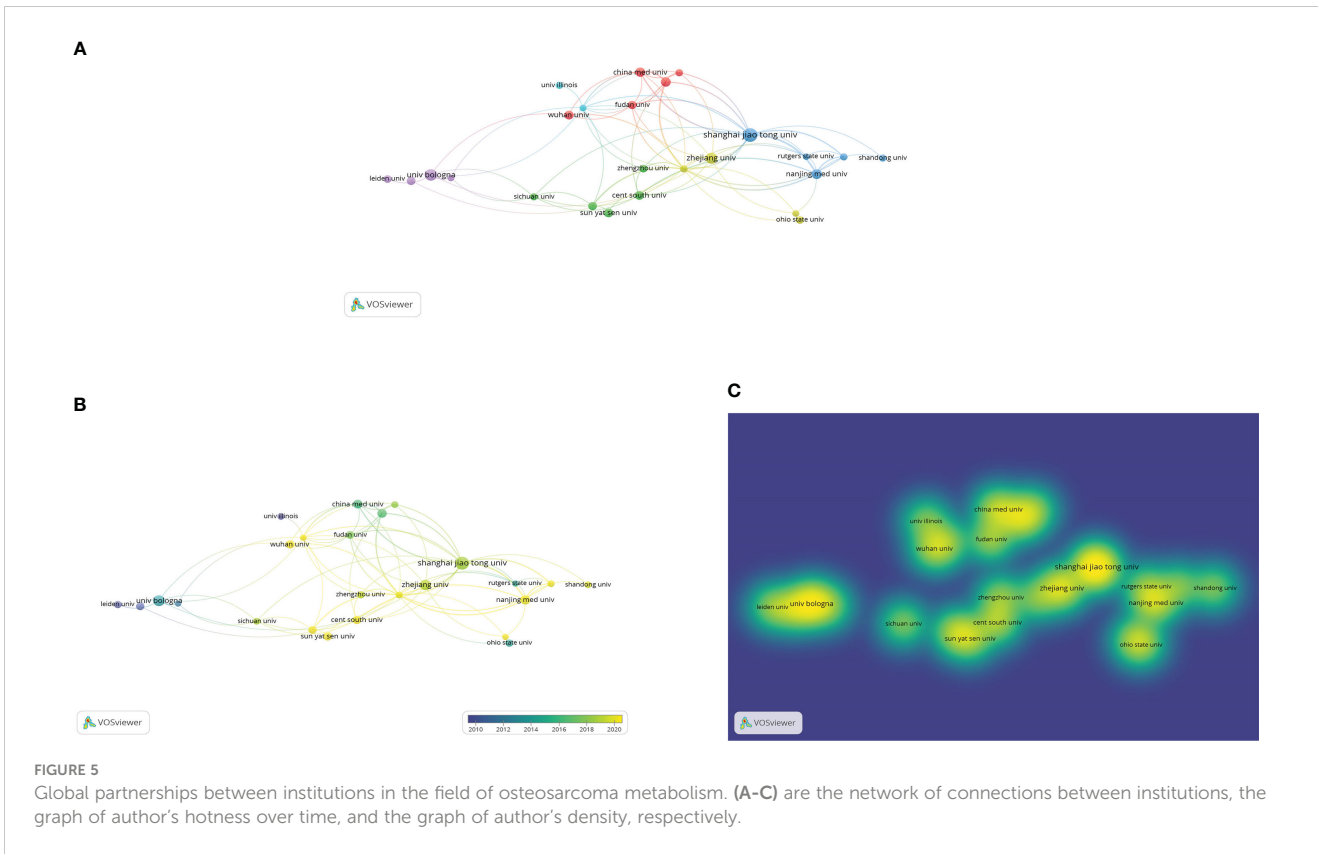 A
china med univ
univ illinois
fudan univ
wuhan univ
shanghai jiao tong univ
zhejiang univ
rutgers state univ
shandong univ
zhengzhou univ
nanjing med univ
leiden univ
univ bologna
sichuan univ
cent south univ
sun yat sen univ
ohio state univ
VOSviewer
B
china med univ
univ illinois
fudan univ
wuhan univ
shanghai jiao tong univ
zhejiang univ
rutgers state univ
shandong univ
zhengzhou univ
nanjing med univ
leiden univ
univ bologna
sichuan univ
cent south univ
sun yat sen univ
ohio state univ
VOSviewer
2010 2012 2014 2016 2018 2020
C
china med univ
univ illinois
fudan univ
wuhan univ
shanghai jiao tong univ
zhejiang univ
rutgers state univ
shandong univ
zhengzhou univ
nanjing med univ
leiden univ
univ bologna
sichuan univ
cent south univ
sun yat sen univ
ohio state univ
VOSviewer
FIGURE 5
Global partnerships between institutions in the field of osteosarcoma metabolism. (A-C) are the network of connections between institutions, the
graph of author's hotness over time, and the graph of author's density, respectively.